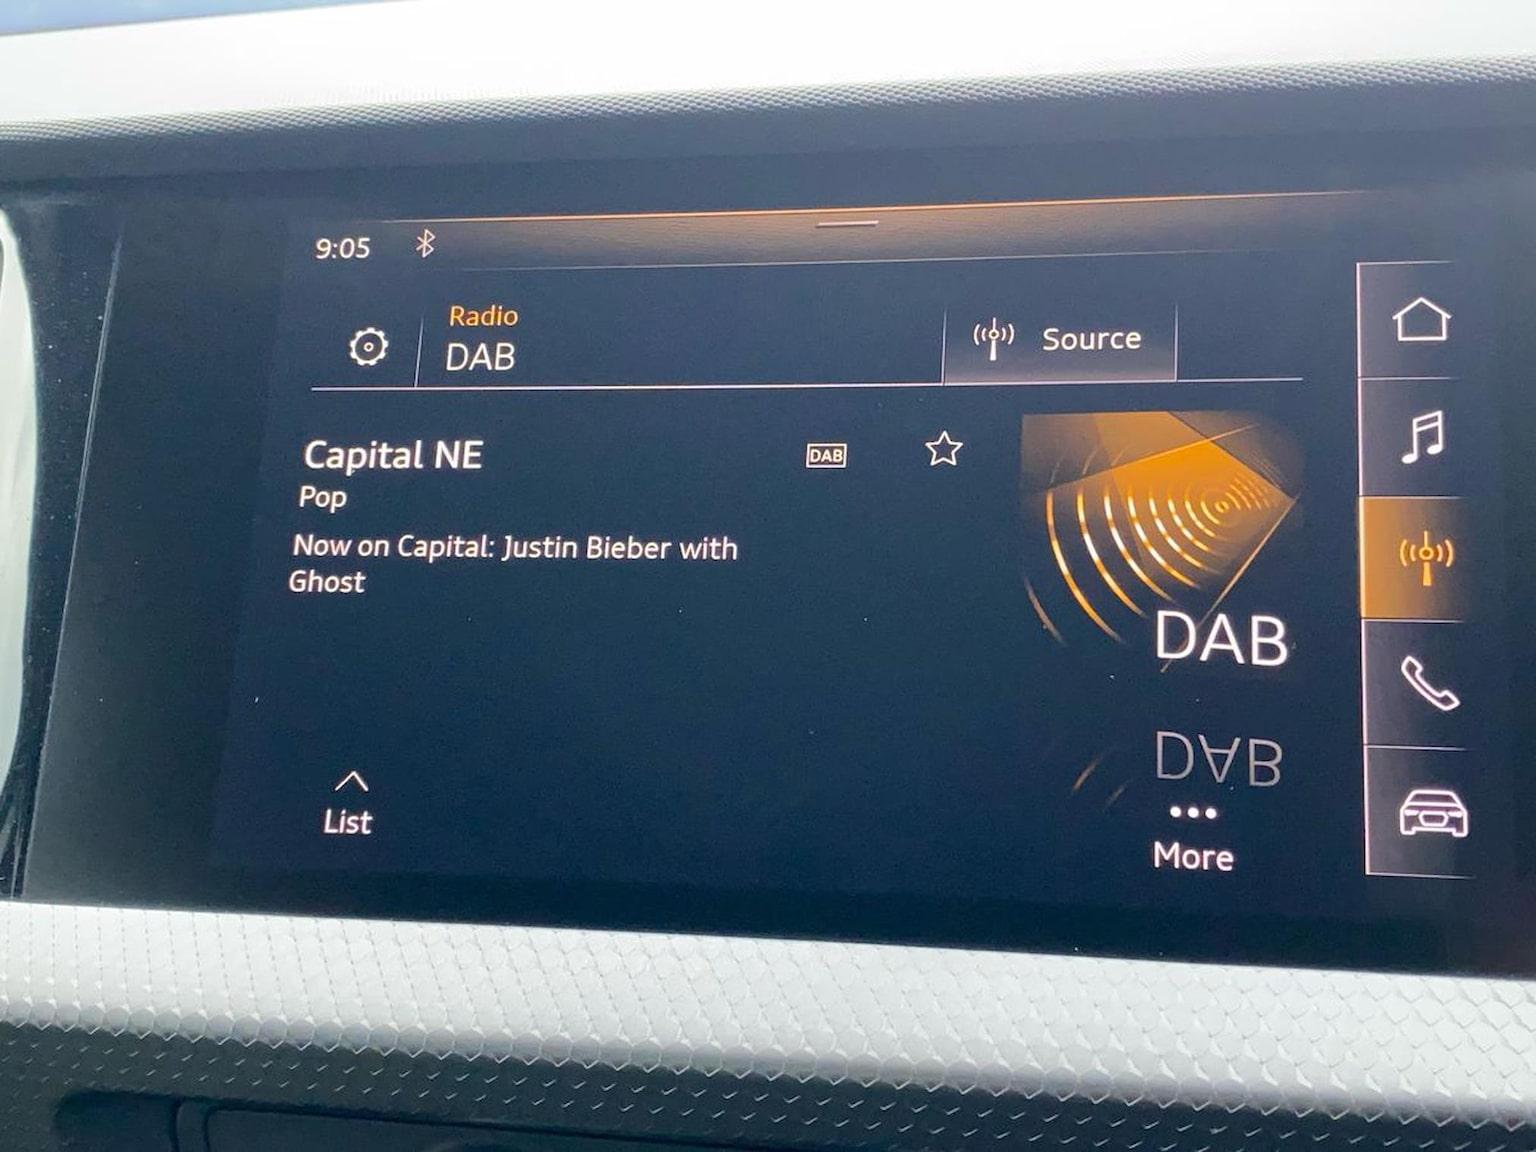 9:05
Radio
DAB
Source
Capital NE
DAB
Pop
Now on Capital: Justin Bieber with
Ghost
DAB
DAB
List
More